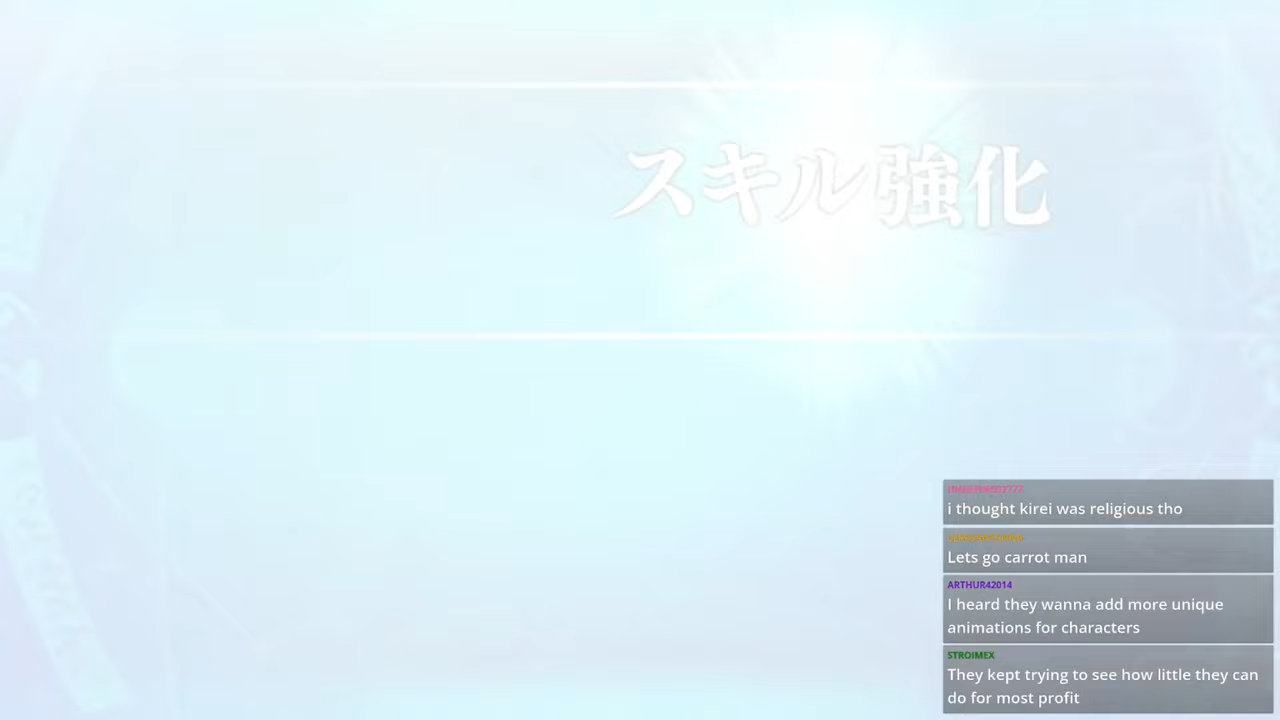 スキル強化
i thought kirei was religious tho
Lets go carrot man
ARTHUR42014
I heard they wanna add more unique
animations for characters
STROIMEX
They kept trying to see how little they can
do for most profit